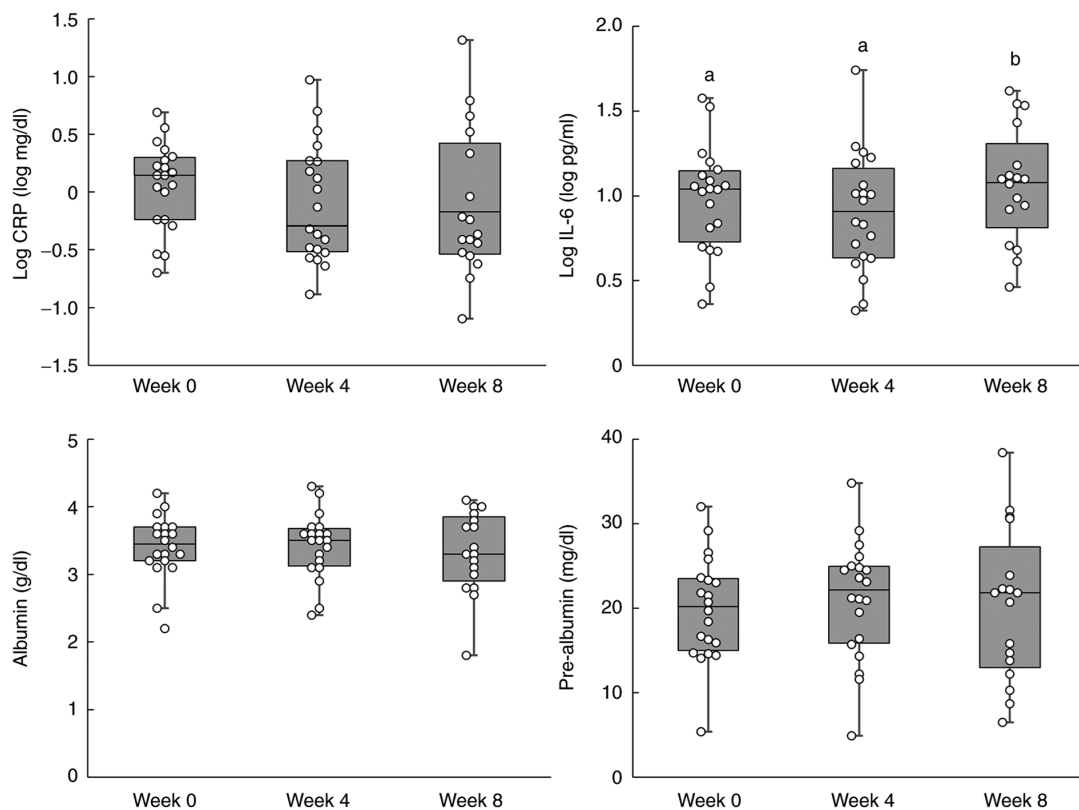 Log CRP (log mg/dl)
1.5
1.0
0.5
0
−0.5
−1.0
−1.5
Week 0 Week 4 Week 8
Log IL-6 (log pg/ml)
2.0
1.5
1.0
0.5
0
a a b
Week 0 Week 4 Week 8
Albumin (g/dl)
5
4
3
2
1
0
Week 0 Week 4 Week 8
Pre-albumin (mg/dl)
40
30
20
10
0
Week 0 Week 4 Week 8